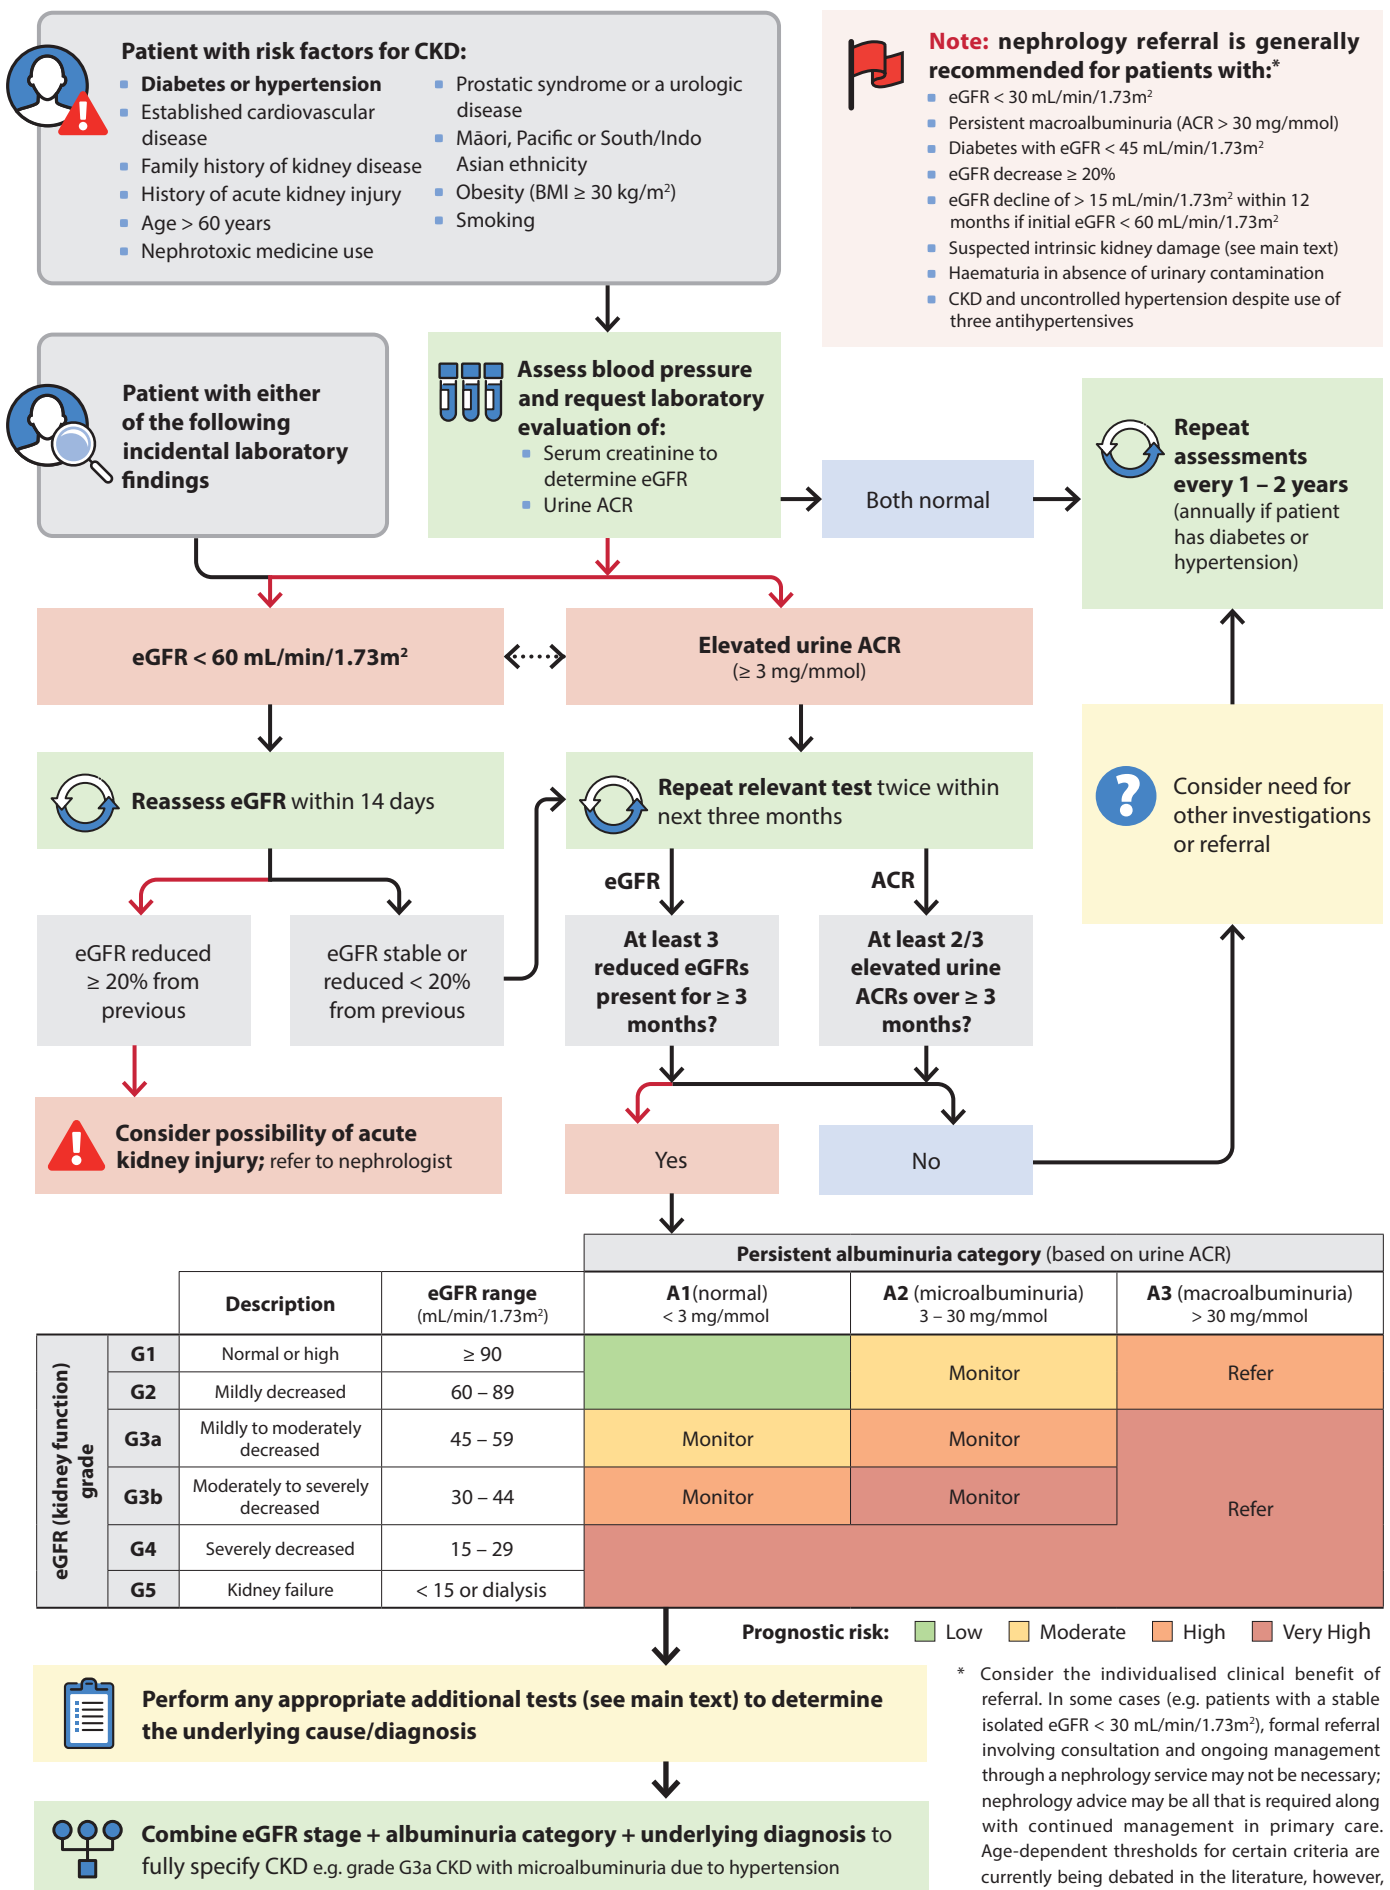 Patient with risk factors for CKD:
Diabetes or hypertension
Established cardiovascular
disease
Family history of kidney disease
History of acute kidney injury
Age > 60 years
Nephrotoxic medicine use
Prostatic syndrome or a urologic
disease
Māori, Pacific or South/Indo
Asian ethnicity
Obesity (BMI ≥ 30 kg/m²)
Smoking
Note: nephrology referral is generally
recommended for patients with:*
eGFR < 30 mL/min/1.73m²
Persistent macroalbuminuria (ACR > 30 mg/mmol)
Diabetes with eGFR < 45 mL/min/1.73m²
eGFR decrease ≥ 20%
eGFR decline of > 15 mL/min/1.73m² within 12
months if initial eGFR < 60 mL/min/1.73m²
Suspected intrinsic kidney damage (see main text)
Haematuria in absence of urinary contamination
CKD and uncontrolled hypertension despite use of
three antihypertensives
Patient with either
of the following
incidental laboratory
findings
Assess blood pressure
and request laboratory
evaluation of:
Serum creatinine to
determine eGFR
Urine ACR
Both normal
Repeat
assessments
every 1 – 2 years
(annually if patient
has diabetes or
hypertension)
eGFR < 60 mL/min/1.73m²
Elevated urine ACR
(≥ 3 mg/mmol)
Reassess eGFR within 14 days
Repeat relevant test twice within
next three months
Consider need for
other investigations
or referral
eGFR
ACR
eGFR reduced
≥ 20% from
previous
eGFR stable or
reduced < 20%
from previous
At least 3
reduced eGFRs
present for ≥ 3
months?
At least 2/3
elevated urine
ACRs over ≥ 3
months?
Consider possibility of acute
kidney injury; refer to nephrologist
Yes
No
Persistent albuminuria category (based on urine ACR)
Description
eGFR range
(mL/min/1.73m²)
A1(normal)
< 3 mg/mmol
A2 (microalbuminuria)
3 – 30 mg/mmol
A3 (macroalbuminuria)
> 30 mg/mmol
eGFR (kidney function)
grade
G1
Normal or high
≥ 90
Monitor
Refer
G2
Mildly decreased
60 – 89
G3a
Mildly to moderately
decreased
45 – 59
Monitor
Monitor
G3b
Moderately to severely
decreased
30 – 44
Monitor
Monitor
Refer
G4
Severely decreased
15 – 29
G5
Kidney failure
< 15 or dialysis
Prognostic risk: Low Moderate High Very High
Perform any appropriate additional tests (see main text) to determine
the underlying cause/diagnosis
Combine eGFR stage + albuminuria category + underlying diagnosis to
fully specify CKD e.g. grade G3a CKD with microalbuminuria due to hypertension
* Consider the individualised clinical benefit of
referral. In some cases (e.g. patients with a stable
isolated eGFR < 30 mL/min/1.73m²), formal referral
involving consultation and ongoing management
through a nephrology service may not be necessary;
nephrology advice may be all that is required along
with continued management in primary care.
Age-dependent thresholds for certain criteria are
currently being debated in the literature, however,